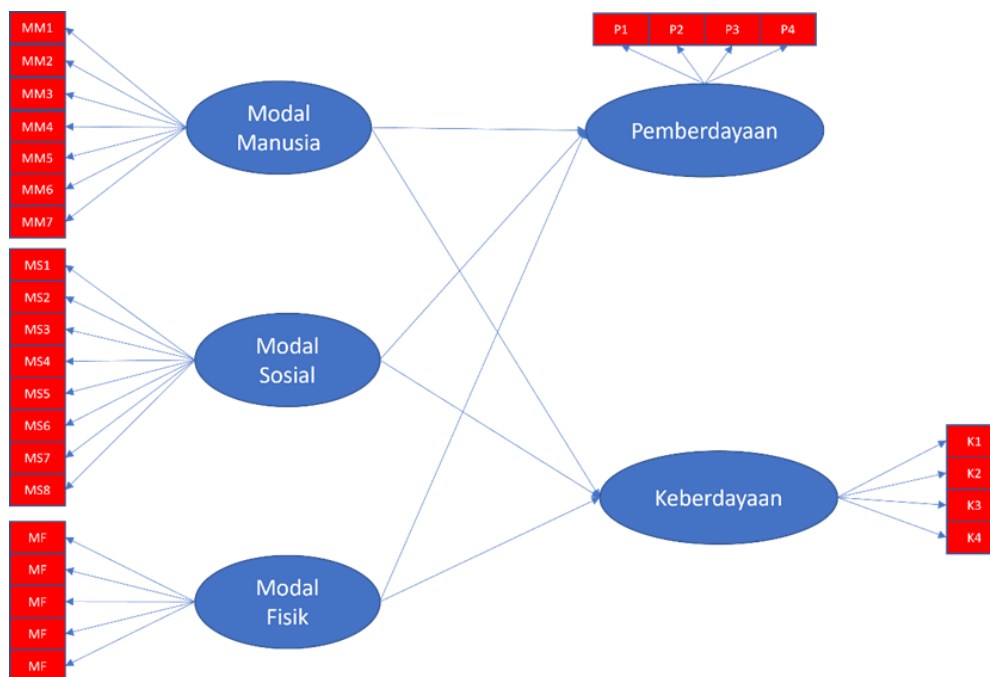 MM1
MM2
MM3
MM4
MM5
MM6
MM7
Modal
Manusia
P1 P2 P3 P4
Pemberdayaan
MS1
MS2
MS3
MS4
MS5
MS6
MS7
MS8
Modal
Sosial
Keberdayaan
K1
K2
K3
K4
MF
MF
MF
MF
MF
Modal
Fisik